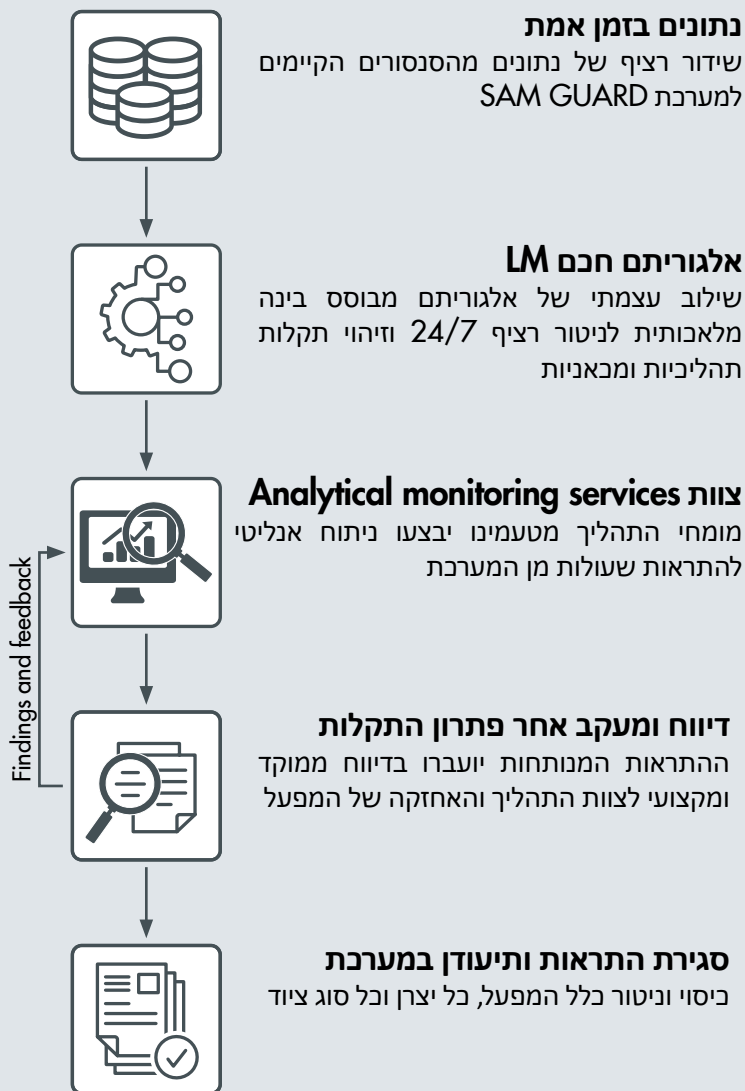 נתונים בזמן אמת
שידור רציף של נתונים מהסנסורים הקיימים
למערכת SAM GUARD
אלגוריתם חכם LM
שילוב עצמתי של אלגוריתם מבוסס בינה
מלאכותית לניטור רציף 24/7 וזיהוי תקלות
תהליכיות ומכאניות
צוות Analytical monitoring services
מומחי התהליך מטעמינו יבצעו ניתוח אנליטי
להתראות שעולות מן המערכת
Findings and feedback
דיווח ומעקב אחר פתרון התקלות
ההתראות המנותחות יועברו בדיווח ממוקד
ומקצועי לצוות התהליך והאחזקה של המפעל
סגירת התראות ותיעודן במערכת
כיסוי וניטור כלל המפעל, כל יצרן וכל סוג ציוד